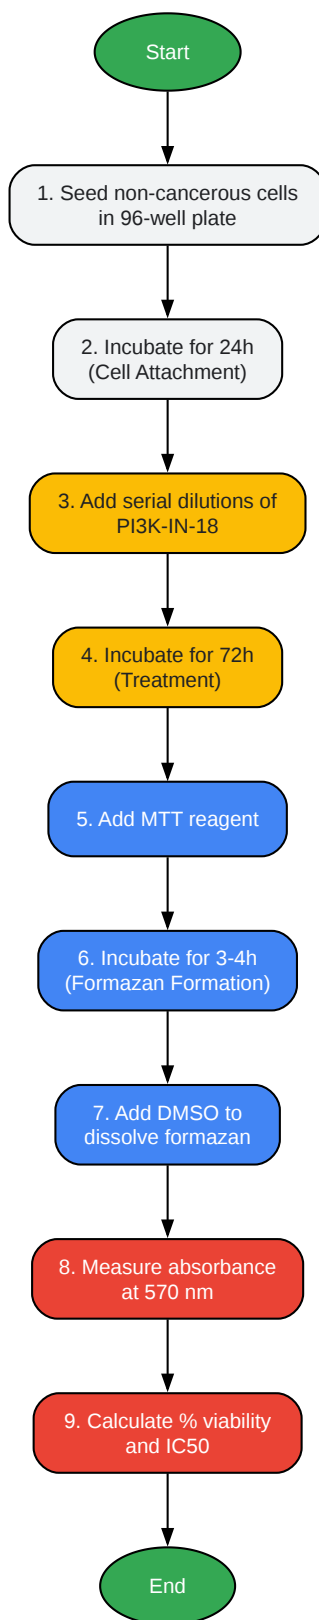 Start
1. Seed non-cancerous cells
in 96-well plate
2. Incubate for 24h
(Cell Attachment)
3. Add serial dilutions of
PI3K-IN-18
4. Incubate for 72h
(Treatment)
5. Add MTT reagent
6. Incubate for 3-4h
(Formazan Formation)
7. Add DMSO to
dissolve formazan
8. Measure absorbance
at 570 nm
9. Calculate % viability
and IC50
End